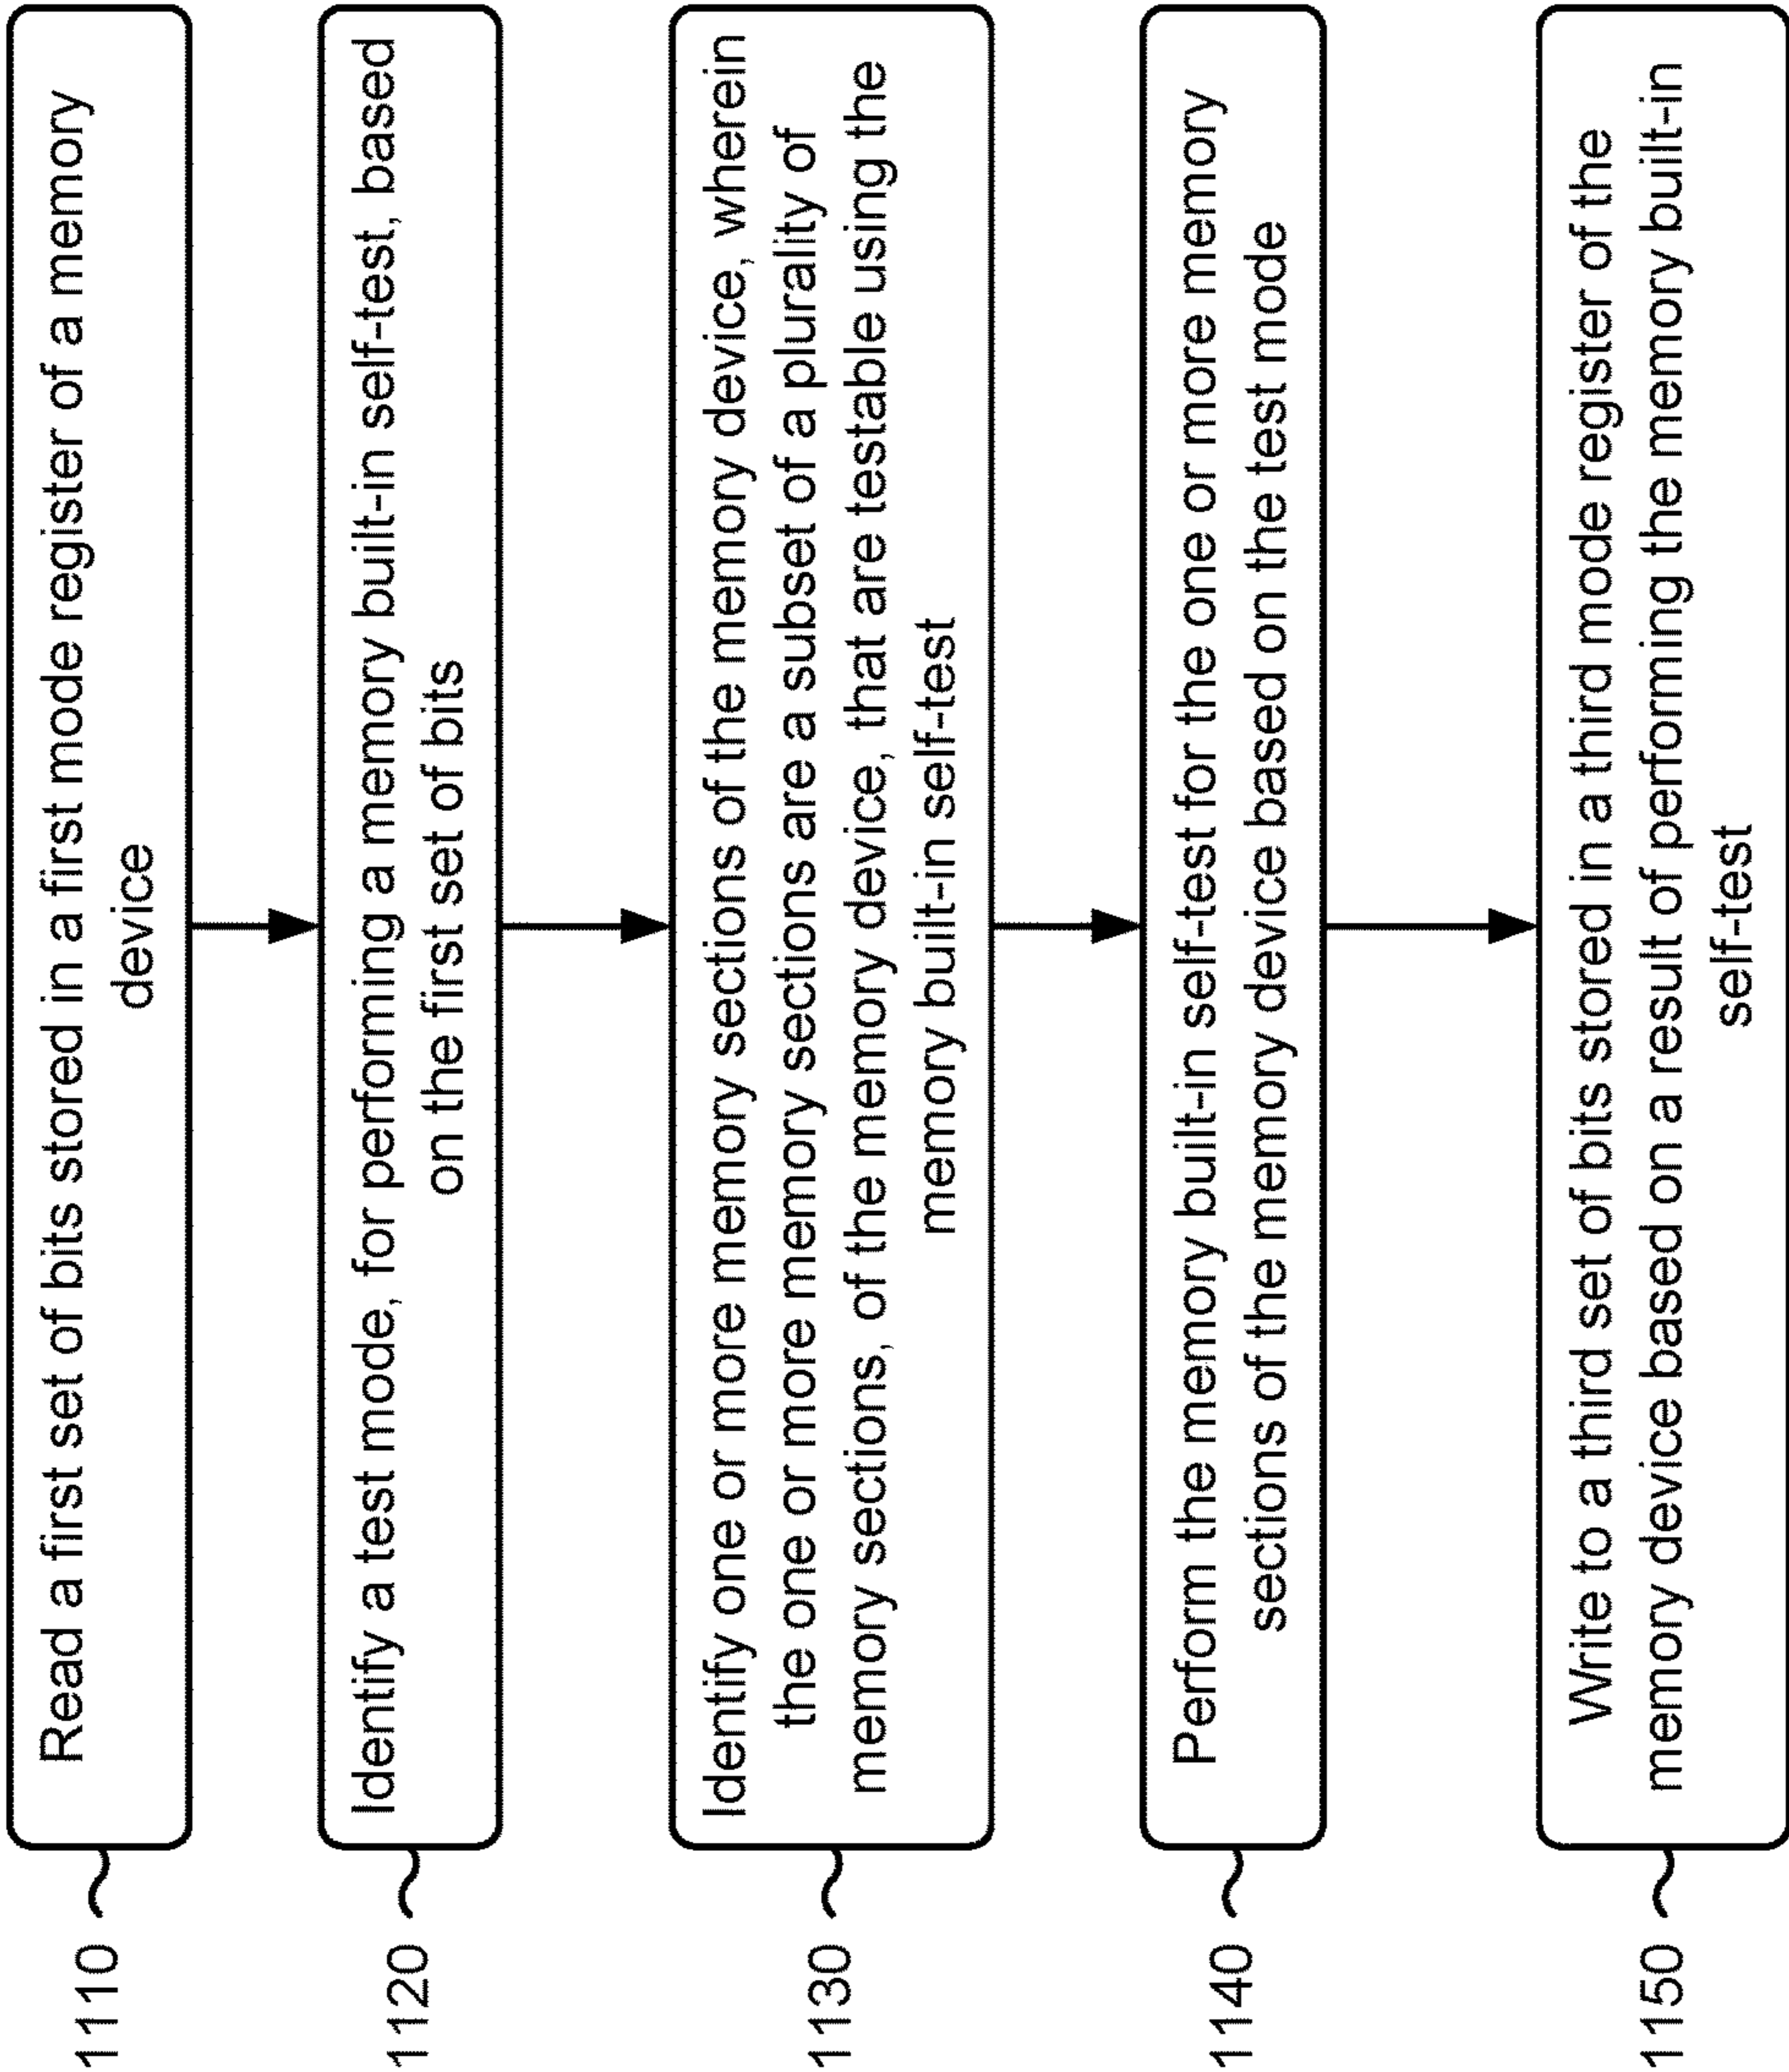 1110
Read a first set of bits stored in a first mode register of a memory
device
1120
Identify a test mode, for performing a memory built-in self-test, based
on the first set of bits
1130
Identify one or more memory sections of the memory device, wherein
the one or more memory sections are a subset of a plurality of
memory sections, of the memory device, that are testable using the
memory built-in self-test
1140
Perform the memory built-in self-test for the one or more memory
sections of the memory device based on the test mode
1150
Write to a third set of bits stored in a third mode register of the
memory device based on a result of performing the memory built-in
self-test